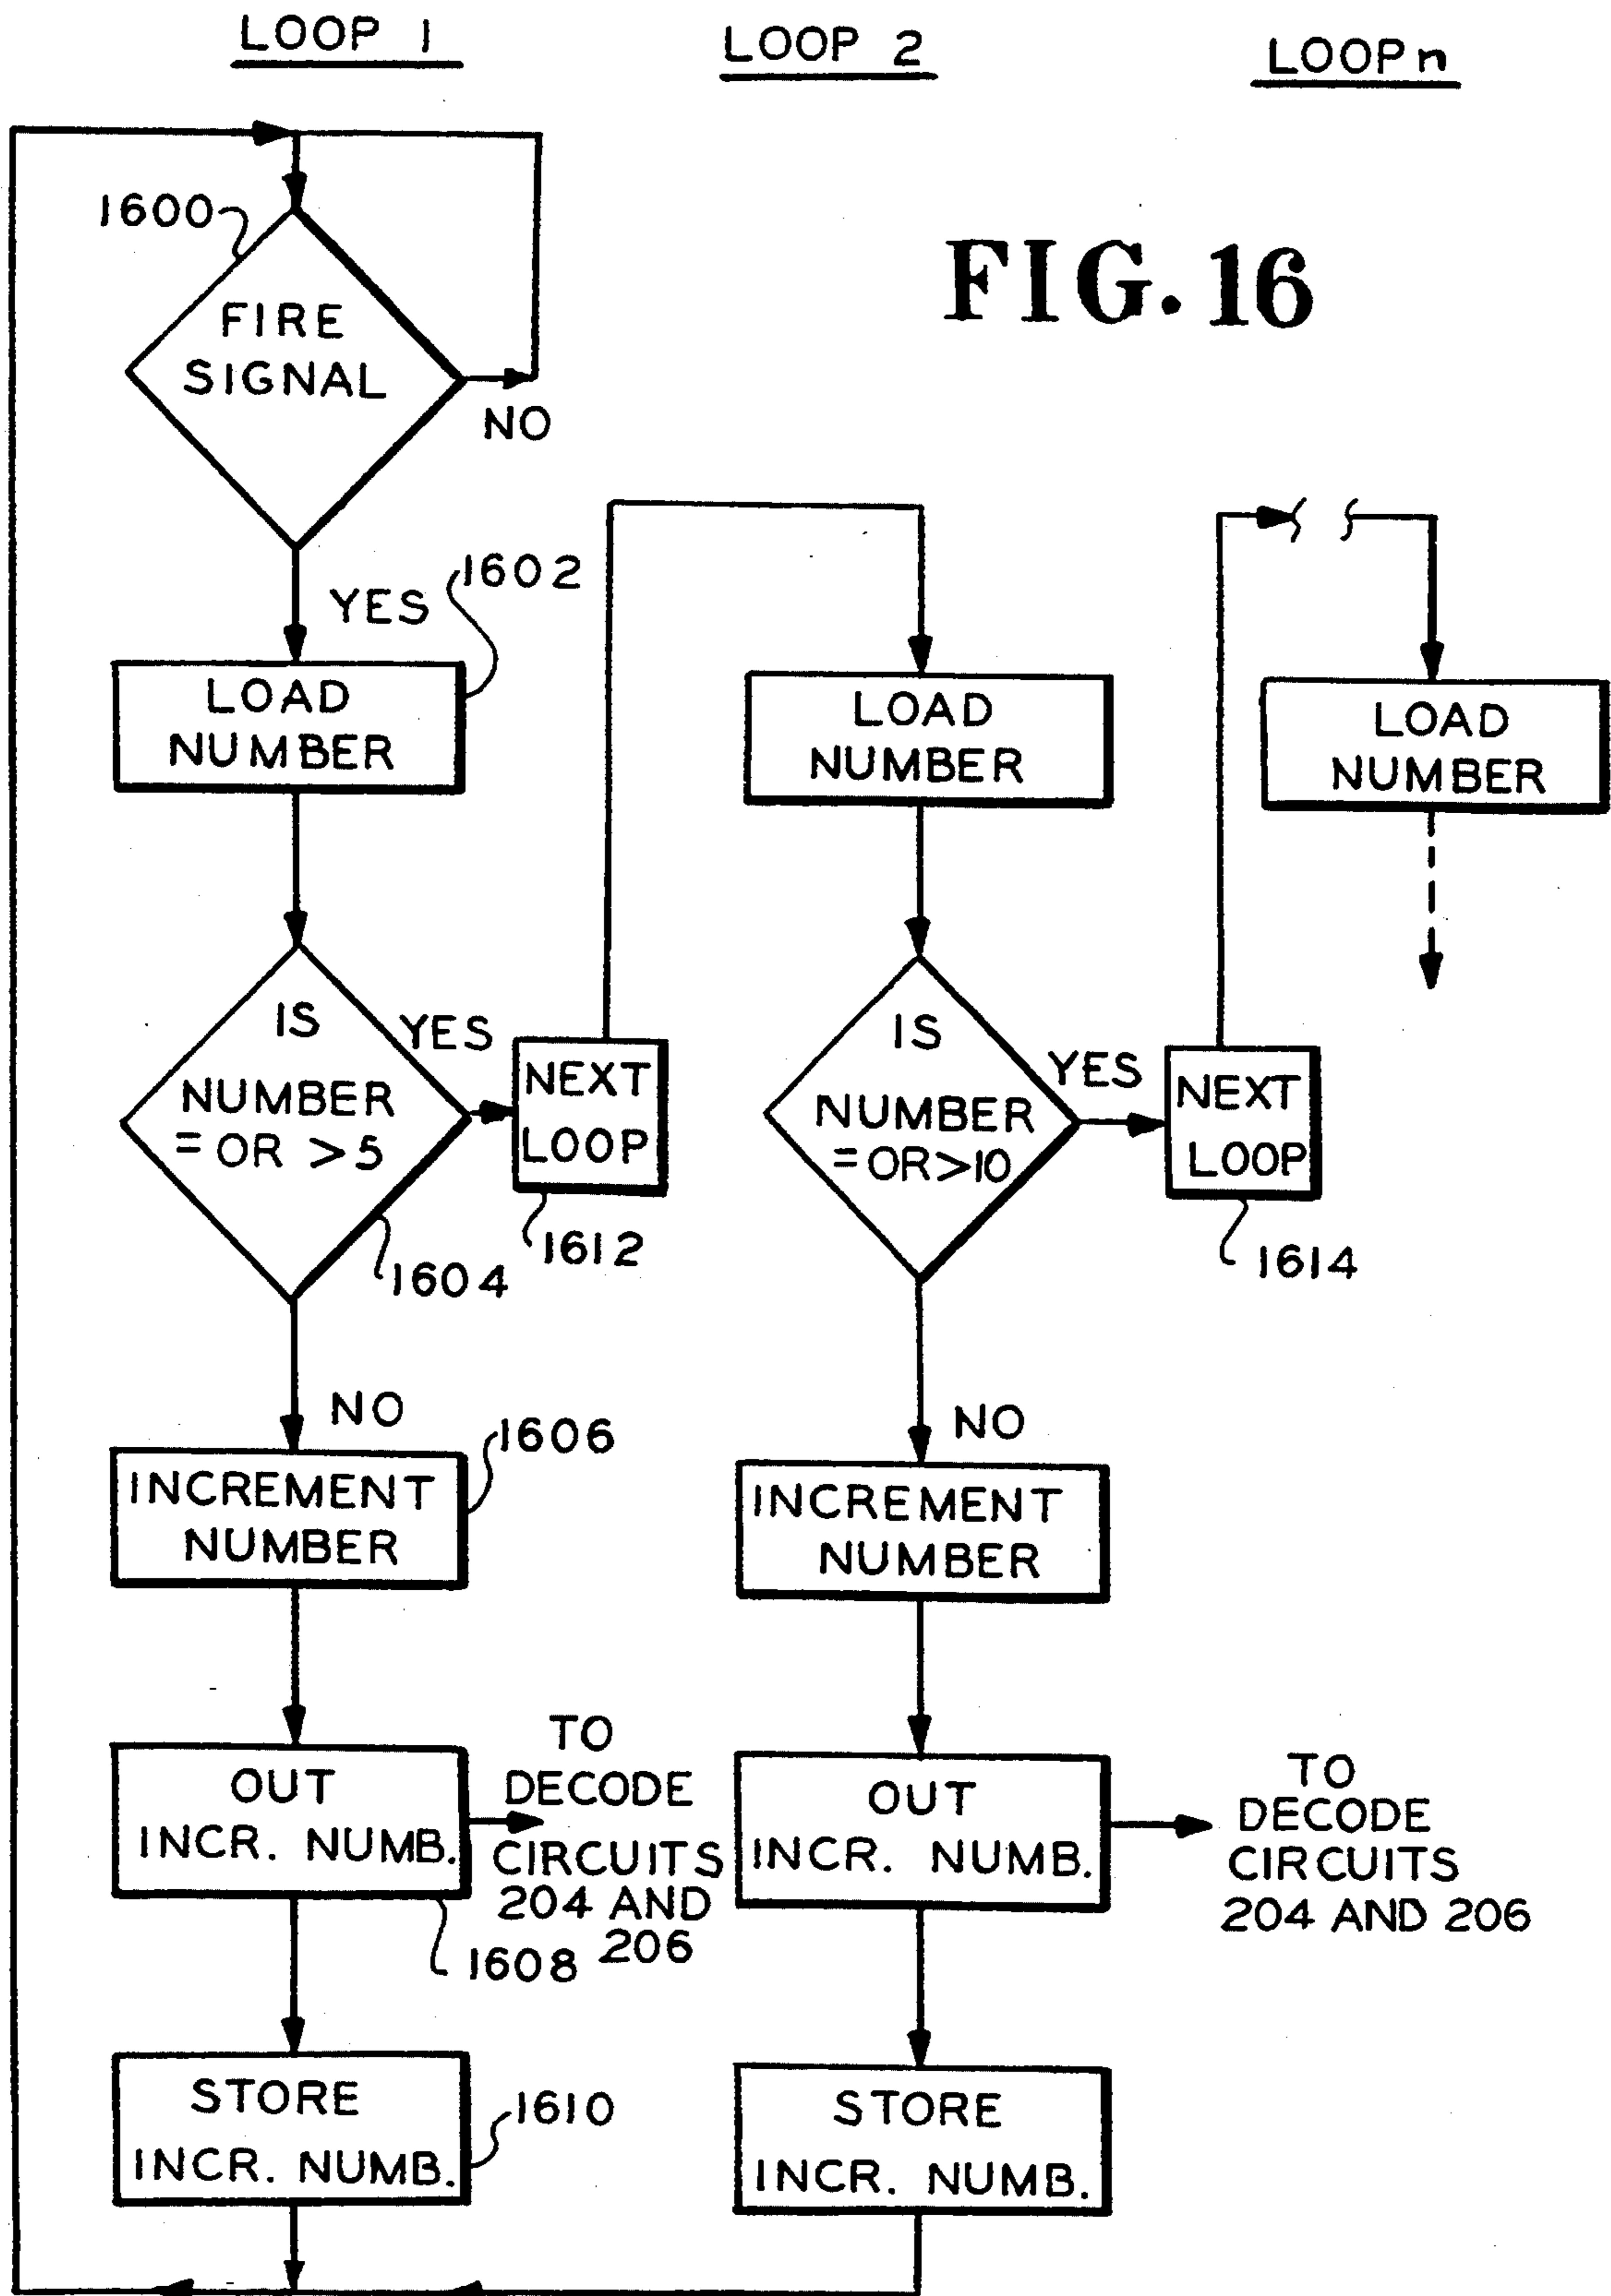 LOOP 1
LOOP 2
LOOP n
FIG. 16
1600
FIRE
SIGNAL
NO
YES
1602
LOAD
NUMBER
IS
NUMBER
= OR > 5
YES
1604
NEXT
LOOP
1612
NO
INCREMENT
NUMBER
1606
OUT
INCR. NUMB.
1608
TO
DECODE
CIRCUITS
204 AND
206
STORE
INCR. NUMB.
1610
LOAD
NUMBER
IS
NUMBER
= OR > 10
YES
NEXT
LOOP
1614
NO
INCREMENT
NUMBER
OUT
INCR. NUMB.
TO
DECODE
CIRCUITS
204 AND 206
STORE
INCR. NUMB.
LOAD
NUMBER